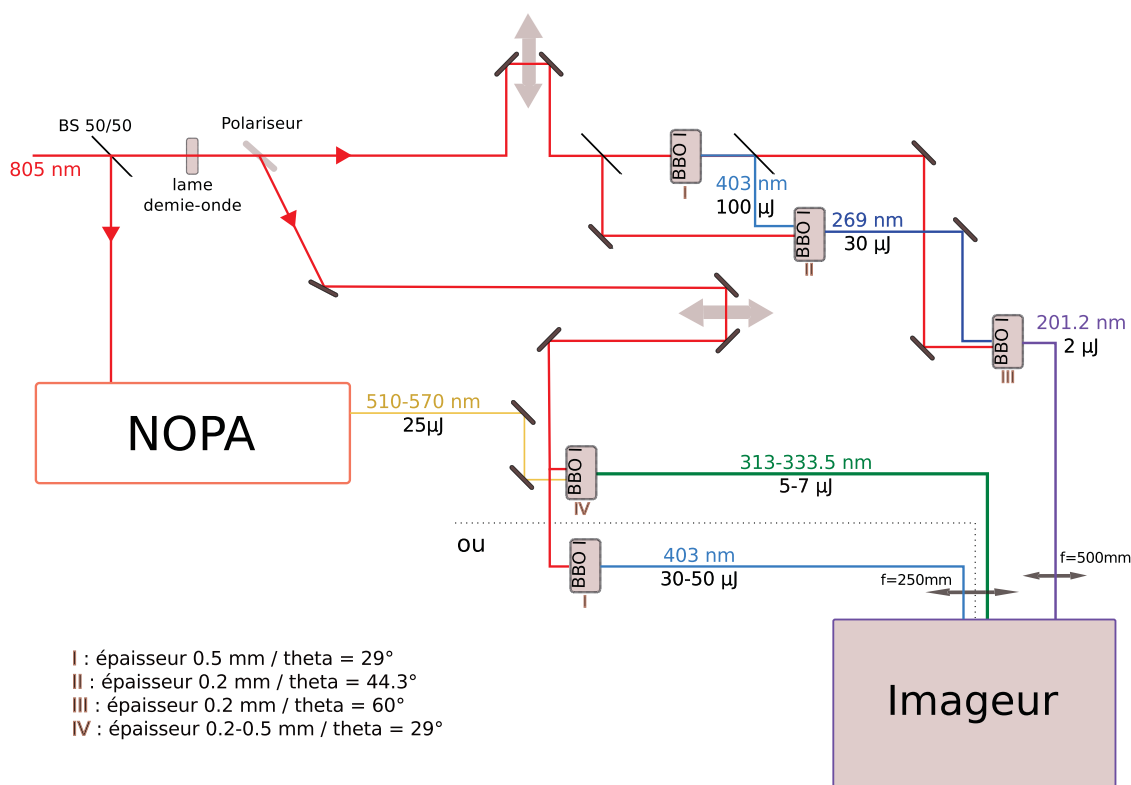 BS 50/50
Polariseur
805 nm
lame
demie-onde
BBO I
I
403 nm
100 µJ
BBO I
II
269 nm
30 µJ
BBO I
III
201.2 nm
2 µJ
NOPA
510-570 nm
25µJ
BBO I
IV
313-333.5 nm
5-7 µJ
ou
BBO I
I
403 nm
30-50 µJ
f=250mm
f=500mm
Imageur
I : épaisseur 0.5 mm / theta = 29°
II : épaisseur 0.2 mm / theta = 44.3°
III : épaisseur 0.2 mm / theta = 60°
IV : épaisseur 0.2-0.5 mm / theta = 29°